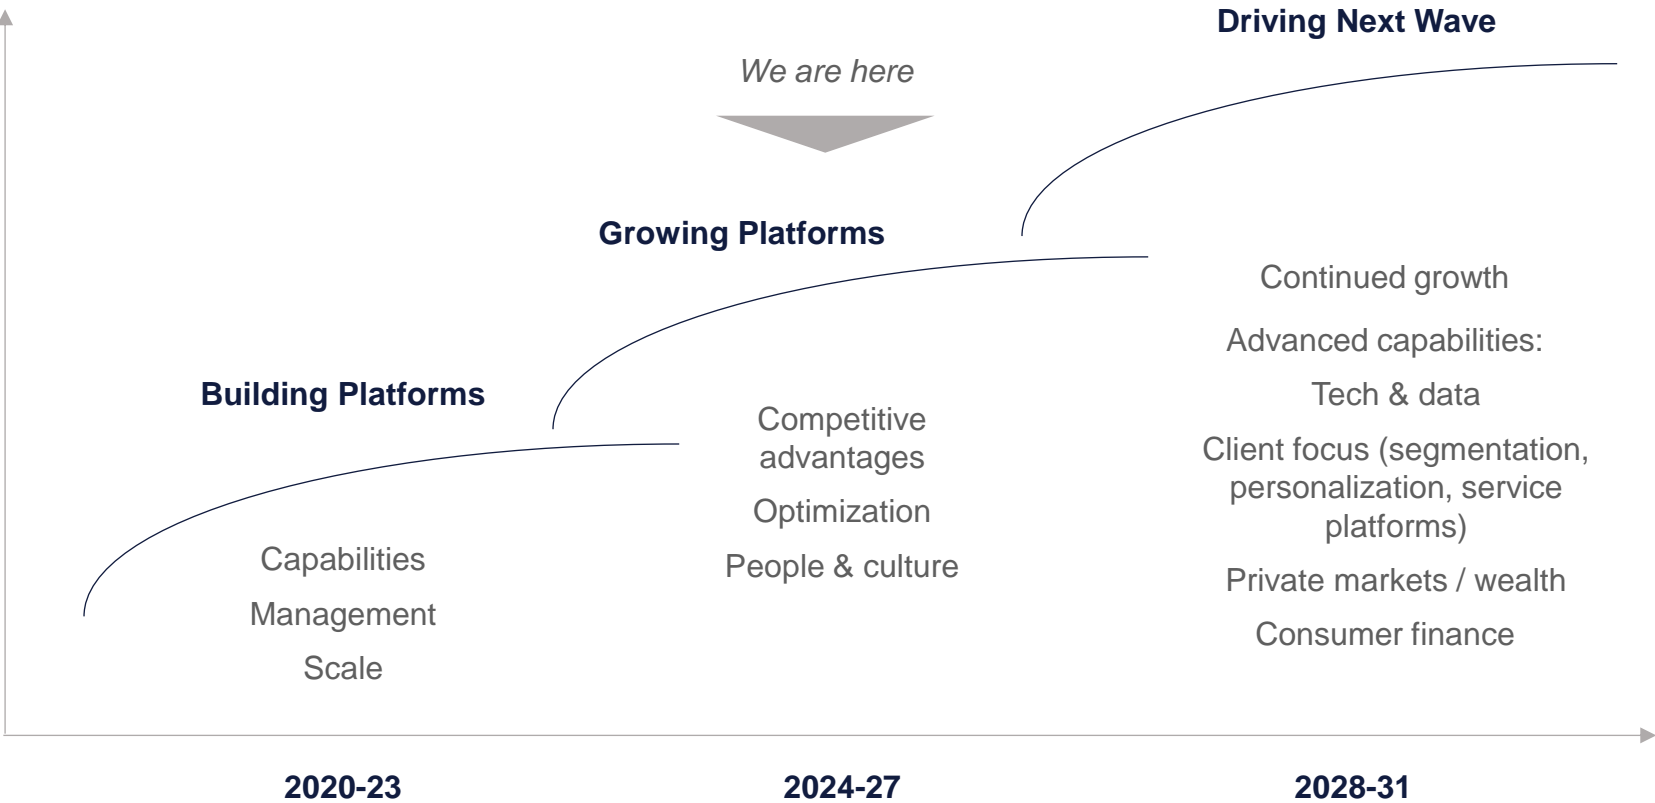 Driving Next Wave
We are here
Growing Platforms
Building Platforms
Capabilities
Management
Scale
Competitive
advantages
Optimization
People & culture
Continued growth
Advanced capabilities:
Tech & data
Client focus (segmentation,
personalization, service
platforms)
Private markets / wealth
Consumer finance
2020-23
2024-27
2028-31